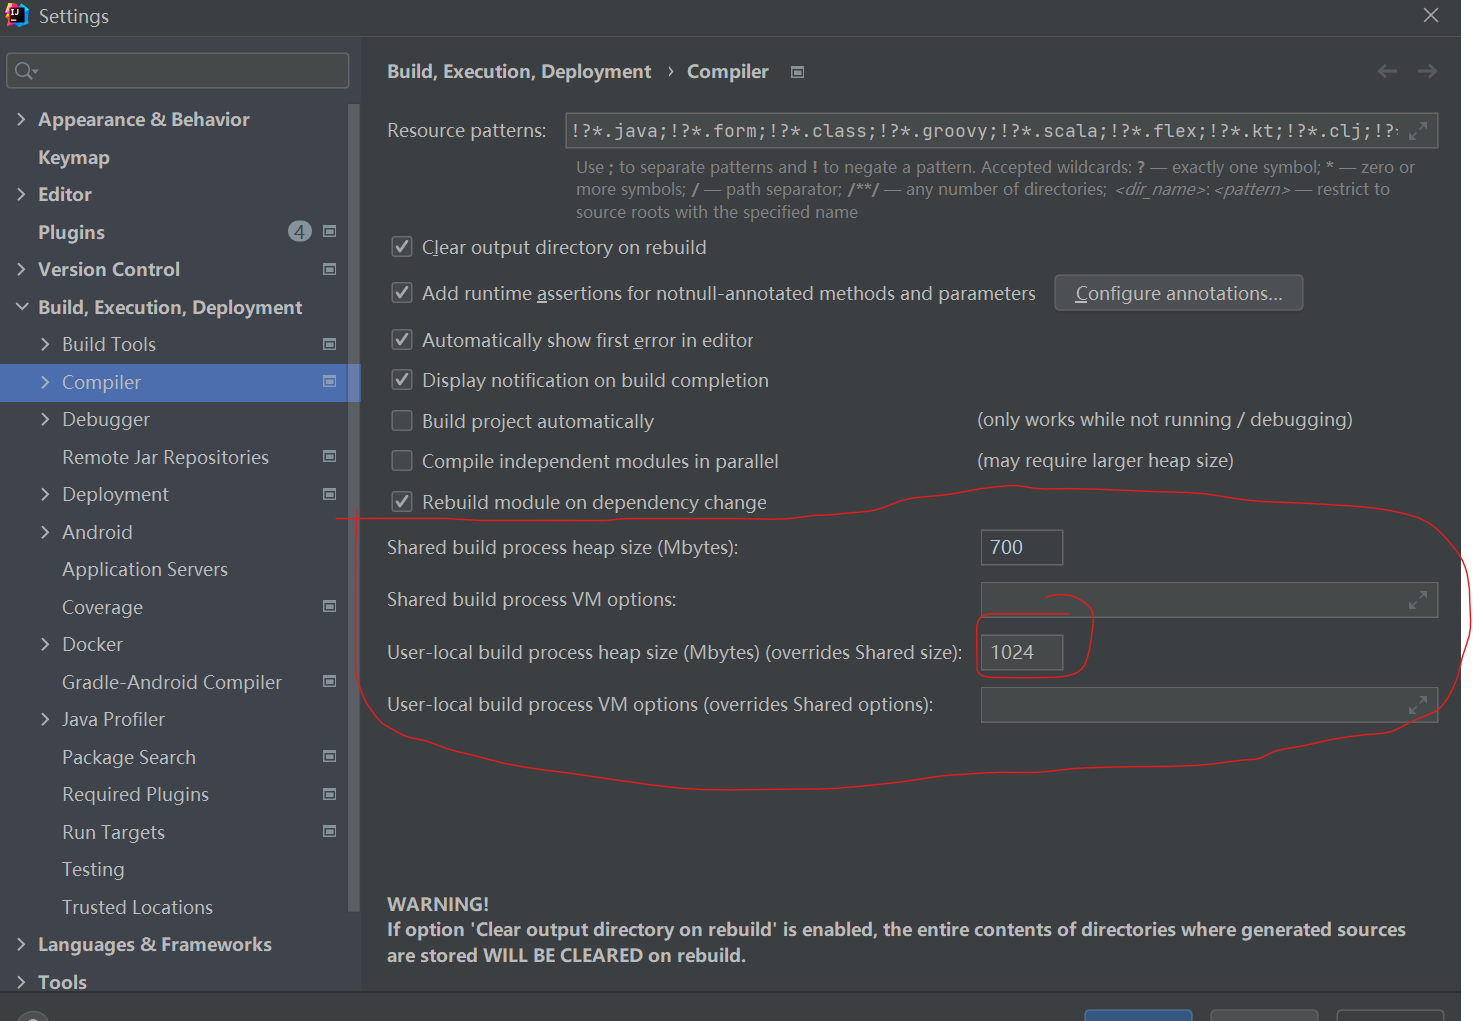 Settings
Appearance & Behavior
Keymap
Editor
Plugins 4
Version Control
Build, Execution, Deployment
Build Tools
Compiler
Debugger
Remote Jar Repositories
Deployment
Android
Application Servers
Coverage
Docker
Gradle-Android Compiler
Java Profiler
Package Search
Required Plugins
Run Targets
Testing
Trusted Locations
Languages & Frameworks
Tools
Build, Execution, Deployment › Compiler
Resource patterns: !?*.java;!?*.form;!?*.class;!?*.groovy;!?*.scala;!?*.flex;!?*.kt;!?*.clj;!?*
Use ; to separate patterns and ! to negate a pattern. Accepted wildcards: ? — exactly one symbol; * — zero or
more symbols; / — path separator; /**/ — any number of directories; <dir_name>:<pattern> — restrict to
source roots with the specified name
Clear output directory on rebuild
Add runtime assertions for notnull-annotated methods and parameters Configure annotations...
Automatically show first error in editor
Display notification on build completion
Build project automatically (only works while not running / debugging)
Compile independent modules in parallel (may require larger heap size)
Rebuild module on dependency change
Shared build process heap size (Mbytes): 700
Shared build process VM options:
User-local build process heap size (Mbytes) (overrides Shared size): 1024
User-local build process VM options (overrides Shared options):
WARNING!
If option 'Clear output directory on rebuild' is enabled, the entire contents of directories where generated sources
are stored WILL BE CLEARED on rebuild.